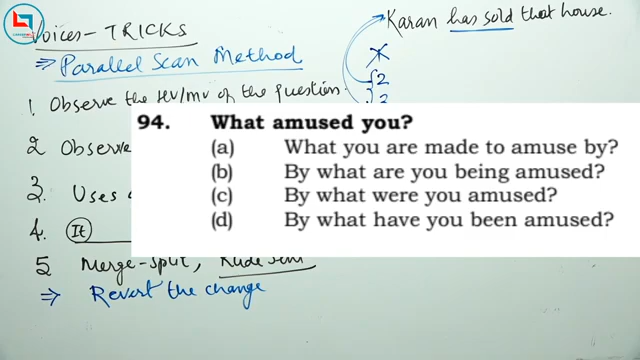 Voices - TRICKS
⇒ Parallel Scan Method
Karan has sold that house.
2
1. Observe the HV/MV of the question.
2 Observe
3. Uses
4. It
5 Merge-split,
⇒ Revert the change
94. What amused you?
(a) What you are made to amuse by?
(b) By what are you being amused?
(c) By what were you amused?
(d) By what have you been amused?